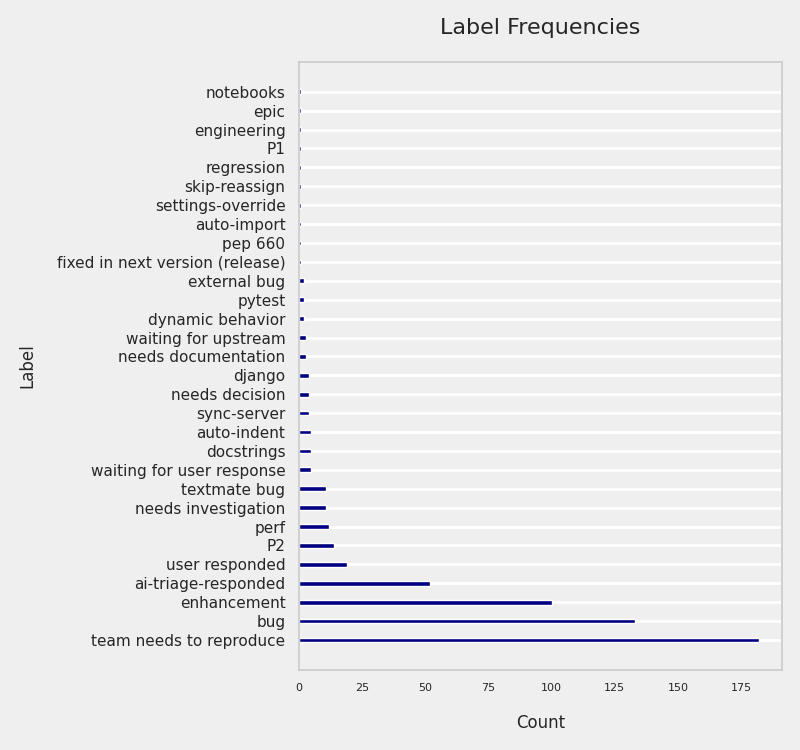 Label Frequencies
notebooks
epic
engineering
P1
regression
skip-reassign
settings-override
auto-import
pep 660
fixed in next version (release)
external bug
pytest
dynamic behavior
waiting for upstream
needs documentation
django
needs decision
sync-server
auto-indent
docstrings
waiting for user response
textmate bug
needs investigation
perf
P2
user responded
ai-triage-responded
enhancement
bug
team needs to reproduce
Label
0 25 50 75 100 125 150 175
Count